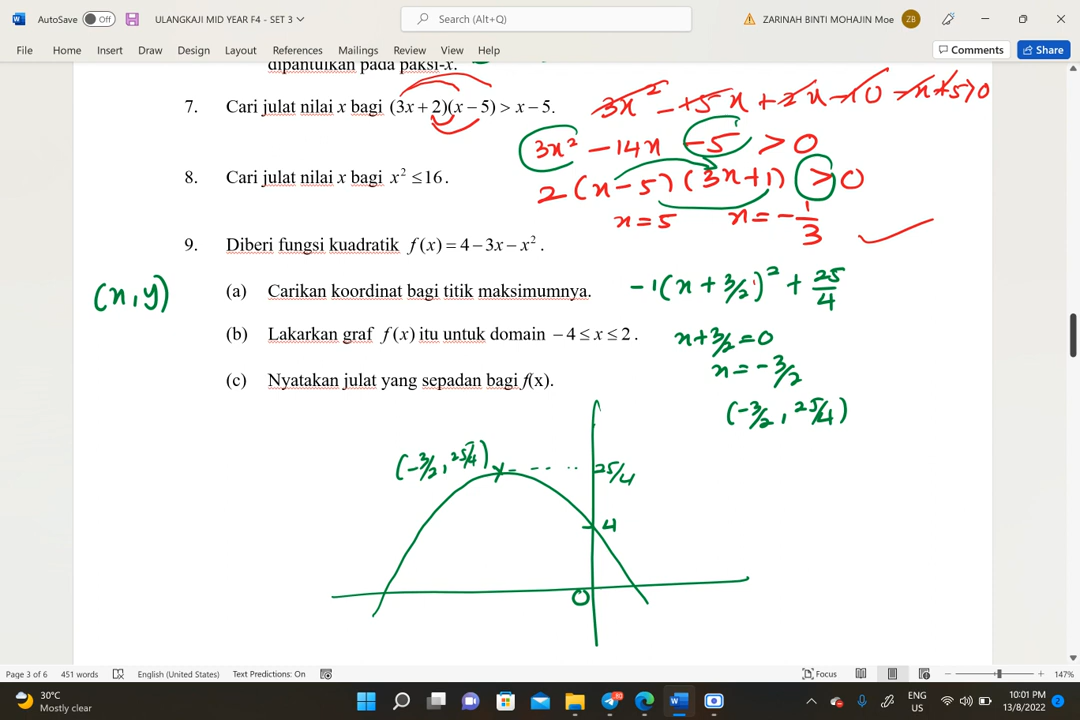 AutoSave Off ULANGKAJI MID YEAR F4 - SET 3 Search (Alt+Q) ZARINAH BINTI MOHAJIN Moe ZB
File Home Insert Draw Design Layout References Mailings Review View Help Comments Share
dipantulkan pada paksi-x.
7. Cari julat nilai x bagi (3x + 2)(x − 5) > x − 5.
3x² - 15x + 2x - 10 - x + 5 > 0
3x² - 14x - 5 > 0
8. Cari julat nilai x bagi x² ≤ 16.
2(x - 5)(3x + 1) > 0
x = 5 x = - 1/3
9. Diberi fungsi kuadratik f(x) = 4 − 3x − x².
(x, y)
(a) Carikan koordinat bagi titik maksimumnya.
-1(x + 3/2)² + 25/4
(b) Lakarkan graf f(x) itu untuk domain −4 ≤ x ≤ 2.
x + 3/2 = 0
x = -3/2
(c) Nyatakan julat yang sepadan bagi f(x).
(-3/2, 25/4)
(-3/2, 25/4) 25/4
4
0
Page 3 of 6 451 words English (United States) Text Predictions: On Focus 147%
30°C
Mostly clear
ENG
US
10:01 PM
13/8/2022